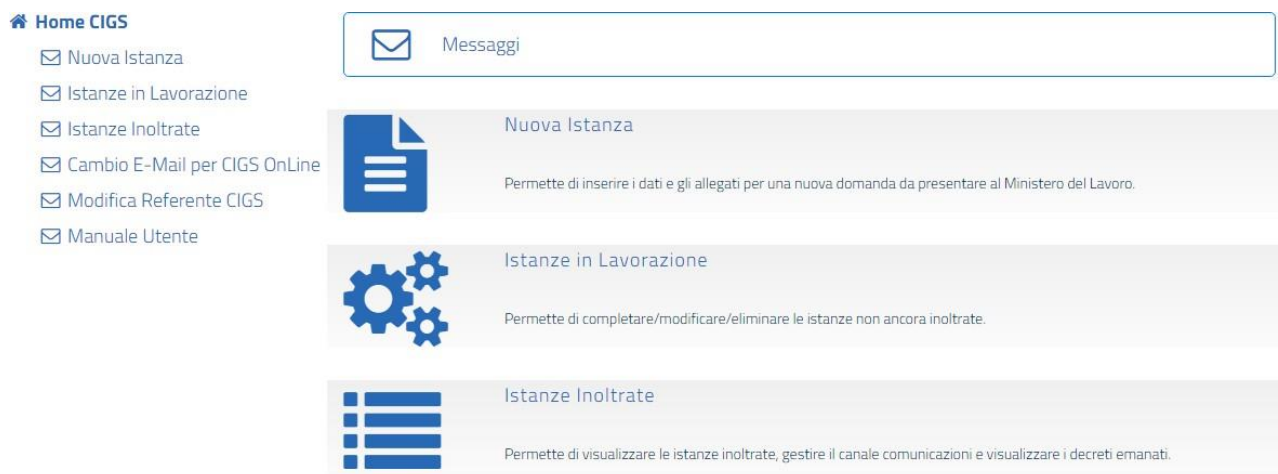 Home CIGS
Nuova Istanza
Istanze in Lavorazione
Istanze Inoltrate
Cambio E-Mail per CIGS OnLine
Modifica Referente CIGS
Manuale Utente
Messaggi
Nuova Istanza
Permette di inserire i dati e gli allegati per una nuova domanda da presentare al Ministero del Lavoro.
Istanze in Lavorazione
Permette di completare/modificare/eliminare le istanze non ancora inoltrate.
Istanze Inoltrate
Permette di visualizzare le istanze inoltrate, gestire il canale comunicazioni e visualizzare i decreti emanati.